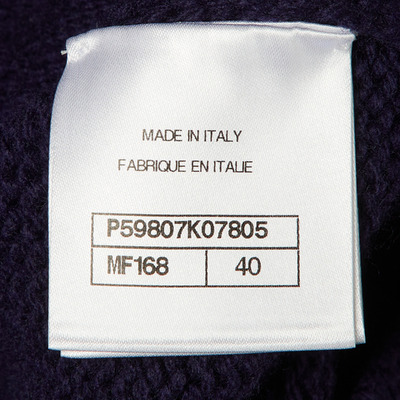 MADE IN ITALY
FABRIQUE EN ITALIE
P59807K07805
MF168 40